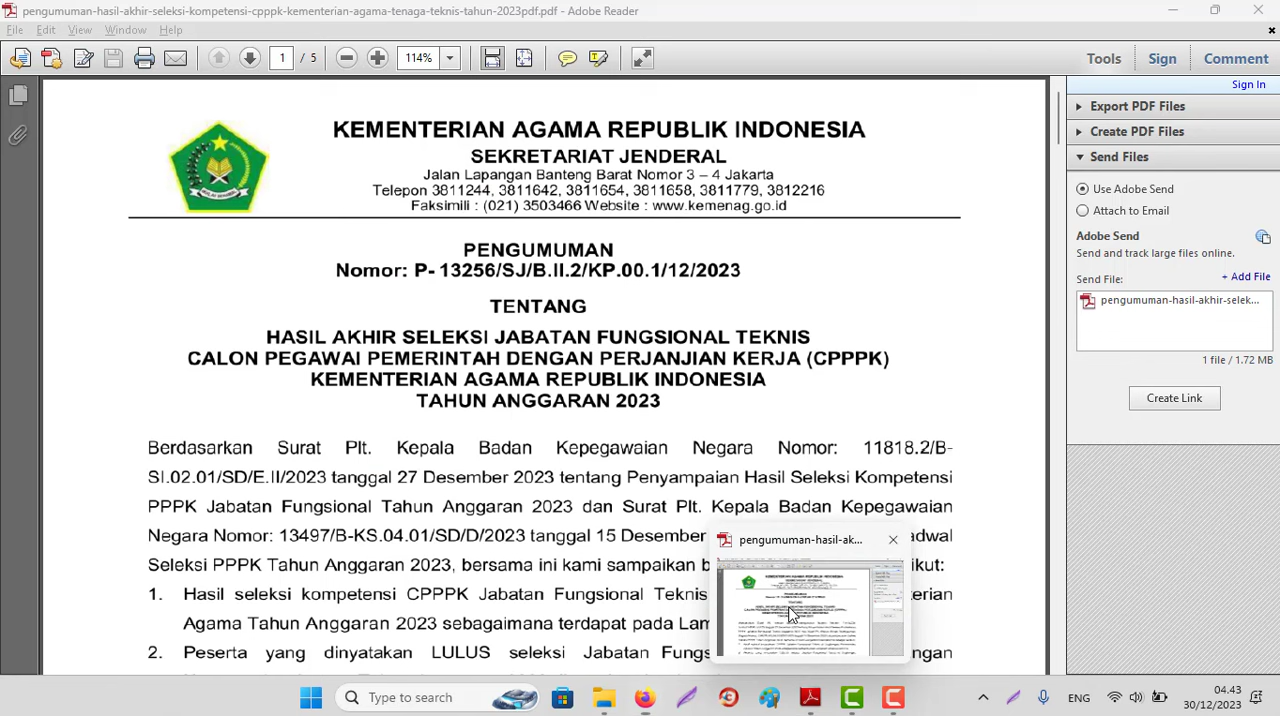 pengumuman-hasil-akhir-seleksi-kompetensi-cpppk-kementerian-agama-tenaga-teknis-tahun-2023pdf.pdf - Adobe Reader
File Edit View Window Help
1 / 5 114% Tools Sign Comment
Sign In
Export PDF Files
Create PDF Files
Send Files
Use Adobe Send
Attach to Email
Adobe Send
Send and track large files online.
Send File: + Add File
pengumuman-hasil-akhir-selek...
1 file / 1.72 MB
Create Link
KEMENTERIAN AGAMA REPUBLIK INDONESIA
SEKRETARIAT JENDERAL
Jalan Lapangan Banteng Barat Nomor 3 – 4 Jakarta
Telepon 3811244, 3811642, 3811654, 3811658, 3811779, 3812216
Faksimili : (021) 3503466 Website : www.kemenag.go.id
PENGUMUMAN
Nomor: P- 13256/SJ/B.II.2/KP.00.1/12/2023
TENTANG
HASIL AKHIR SELEKSI JABATAN FUNGSIONAL TEKNIS
CALON PEGAWAI PEMERINTAH DENGAN PERJANJIAN KERJA (CPPPK)
KEMENTERIAN AGAMA REPUBLIK INDONESIA
TAHUN ANGGARAN 2023
Berdasarkan Surat Plt. Kepala Badan Kepegawaian Negara Nomor: 11818.2/B-
SI.02.01/SD/E.II/2023 tanggal 27 Desember 2023 tentang Penyampaian Hasil Seleksi Kompetensi
PPPK Jabatan Fungsional Tahun Anggaran 2023 dan Surat Plt. Kepala Badan Kepegawaian
Negara Nomor: 13497/B-KS.04.01/SD/D/2023 tanggal 15 Desember adwal
Seleksi PPPK Tahun Anggaran 2023, bersama ini kami sampaikan ikut:
1. Hasil seleksi kompetensi CPPPK Jabatan Fungsional Teknis terian
Agama Tahun Anggaran 2023 sebagaimana terdapat pada Lam
Peserta yang dinyatakan LULUS Jabatan Fungs ngan
pengumuman-hasil-ak...
Type to search
ENG
04.43
30/12/2023